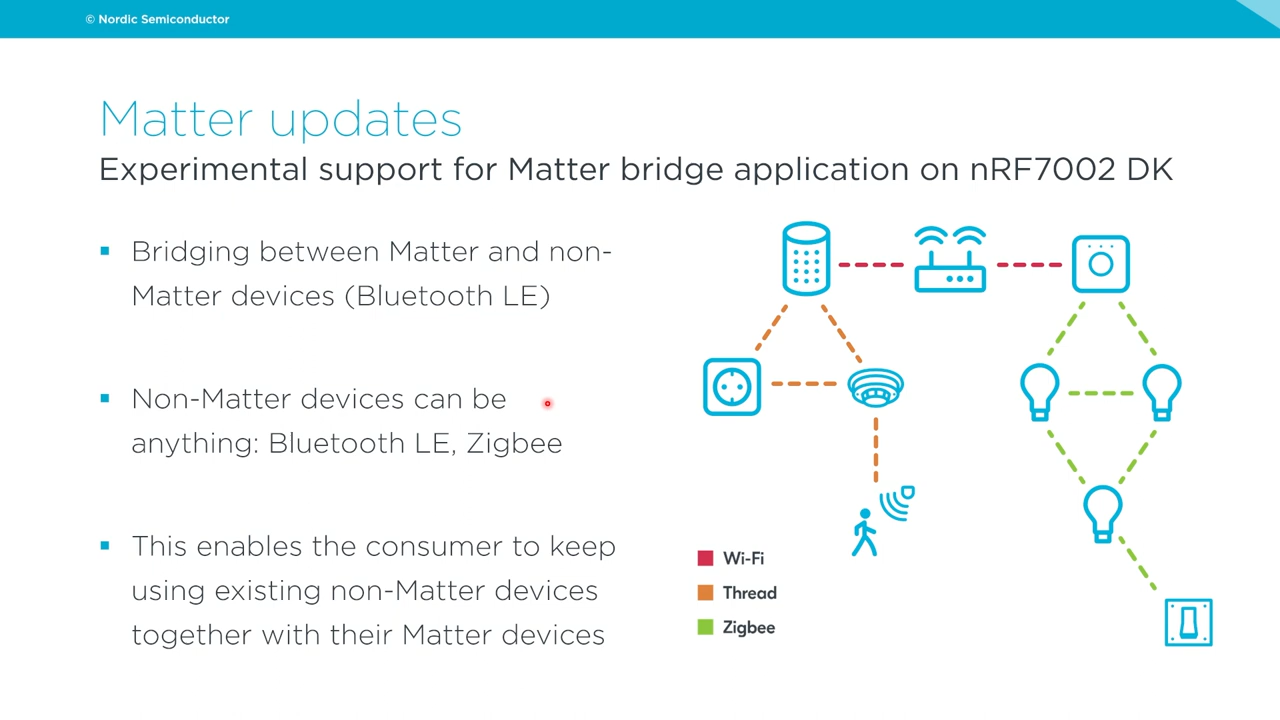 © Nordic Semiconductor
Matter updates
Experimental support for Matter bridge application on nRF7002 DK
Bridging between Matter and non-
Matter devices (Bluetooth LE)
Non-Matter devices can be
anything: Bluetooth LE, Zigbee
This enables the consumer to keep
using existing non-Matter devices
together with their Matter devices
Wi-Fi
Thread
Zigbee